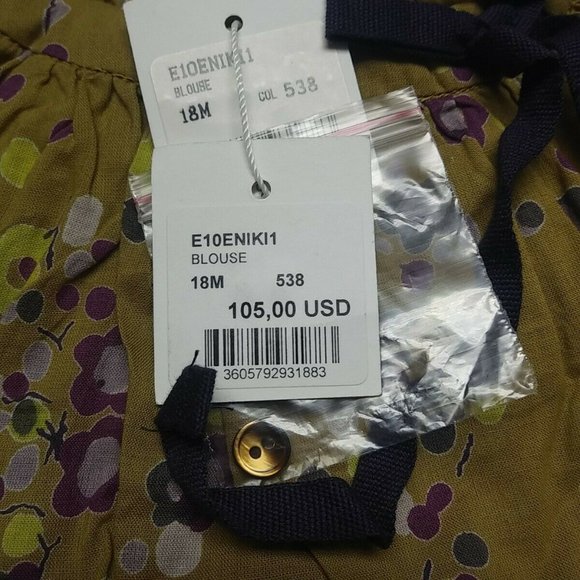 E10ENIKI1
BLOUSE COL 538
18M
E10ENIKI1
BLOUSE
18M 538
105,00 USD
3605792931883